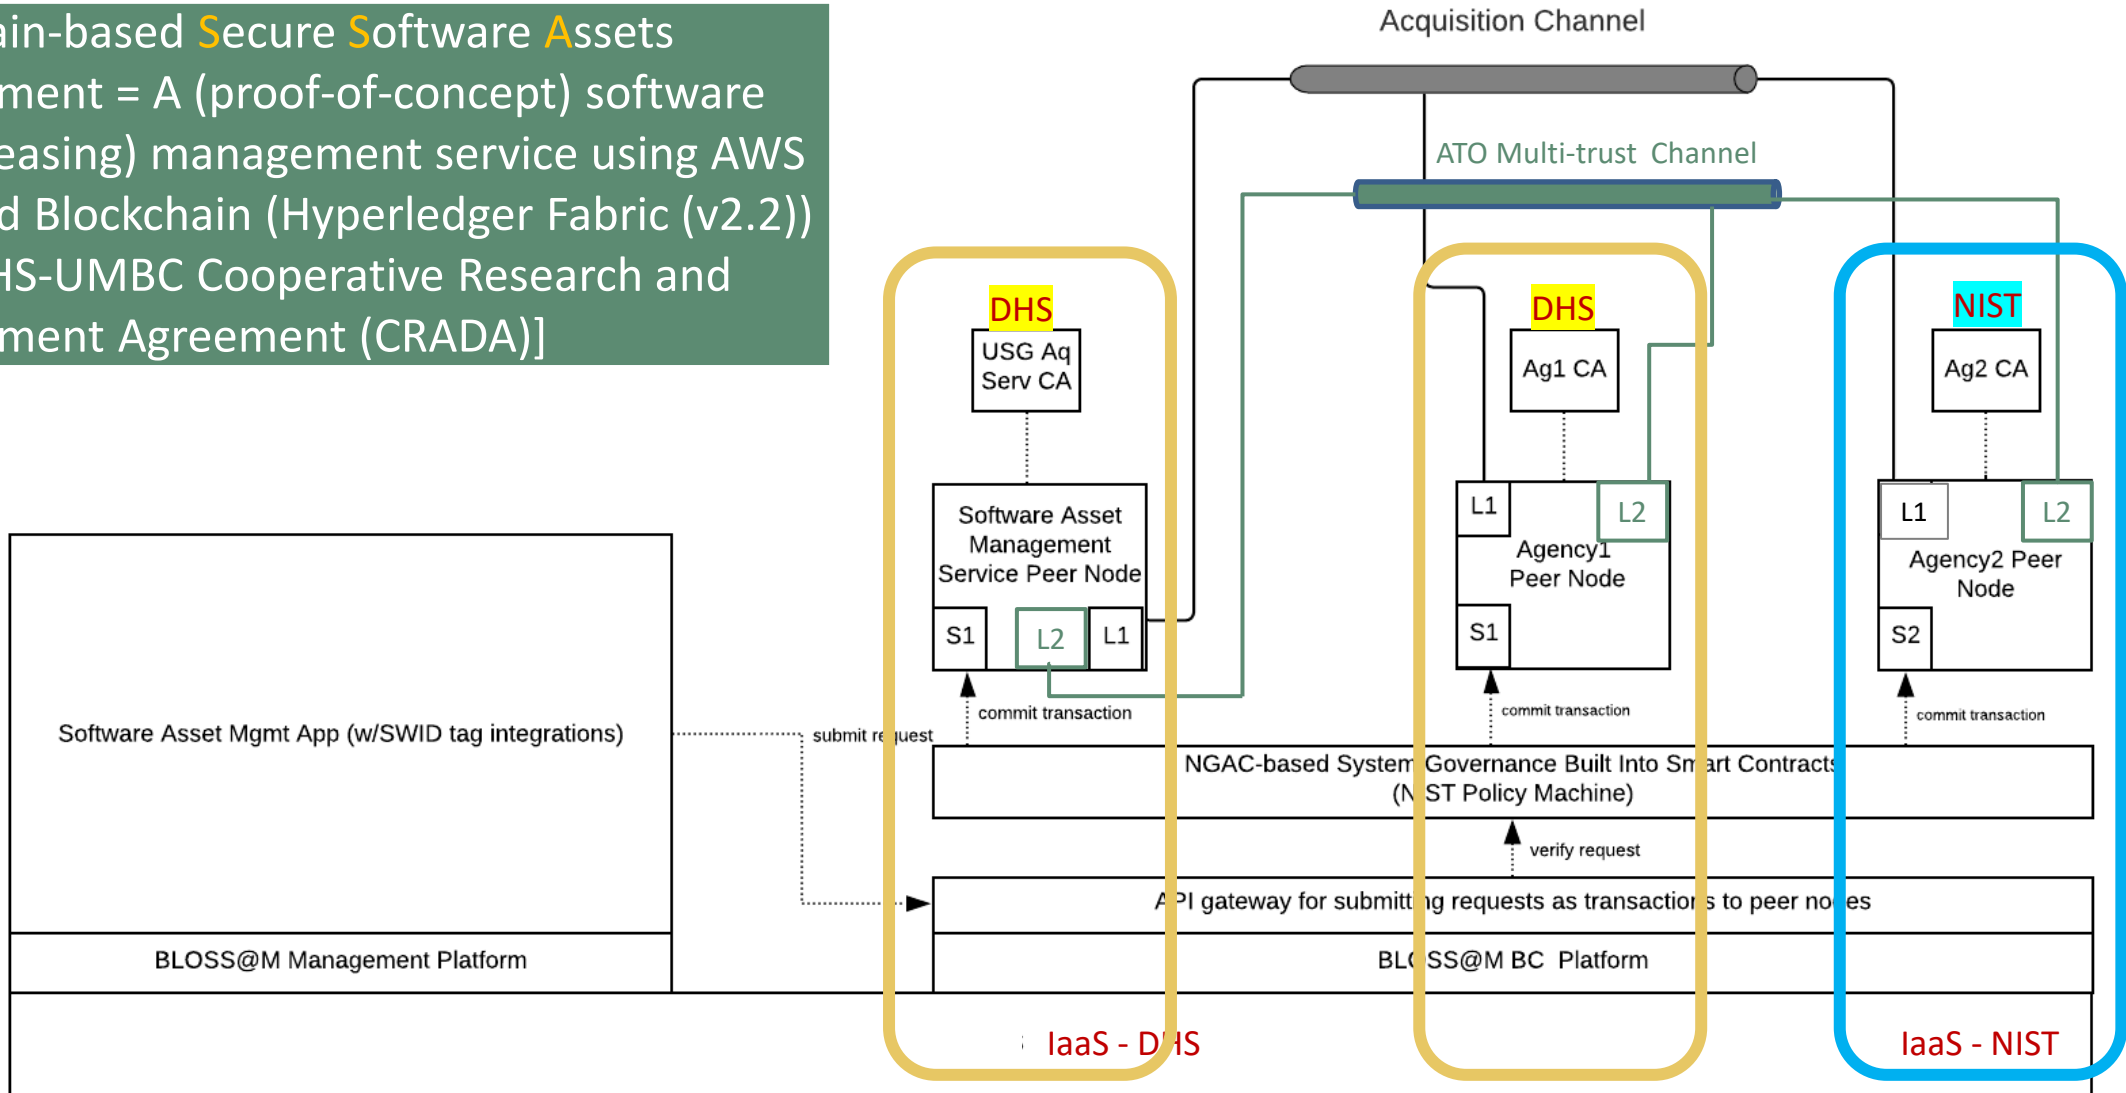 ain-based Secure Software Assets
ment = A (proof-of-concept) software
easing) management service using AWS
d Blockchain (Hyperledger Fabric (v2.2))
HS-UMBC Cooperative Research and
ment Agreement (CRADA)]
Acquisition Channel
ATO Multi-trust Channel
DHS
USG Aq
Serv CA
DHS
Ag1 CA
NIST
Ag2 CA
Software Asset
Management
Service Peer Node
S1
L2
L1
L1
L2
Agency1
Peer Node
S1
L1
L2
Agency2 Peer
Node
S2
commit transaction
commit transaction
commit transaction
Software Asset Mgmt App (w/SWID tag integrations)
submit request
NGAC-based System Governance Built Into Smart Contracts
(NIST Policy Machine)
verify request
API gateway for submitting requests as transactions to peer nodes
BLOSS@M Management Platform
BLOSS@M BC Platform
IaaS - DHS
IaaS - NIST